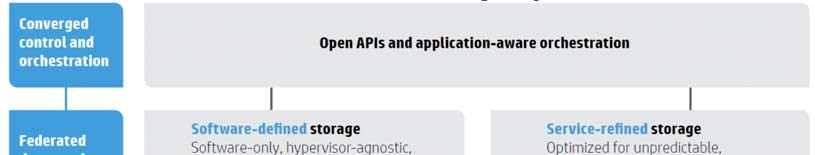 Converged
control and
orchestration
Open APIs and application-aware orchestration
Federated
Software-defined storage
Software-only, hypervisor-agnostic,
Service-refined storage
Optimized for unpredictable,